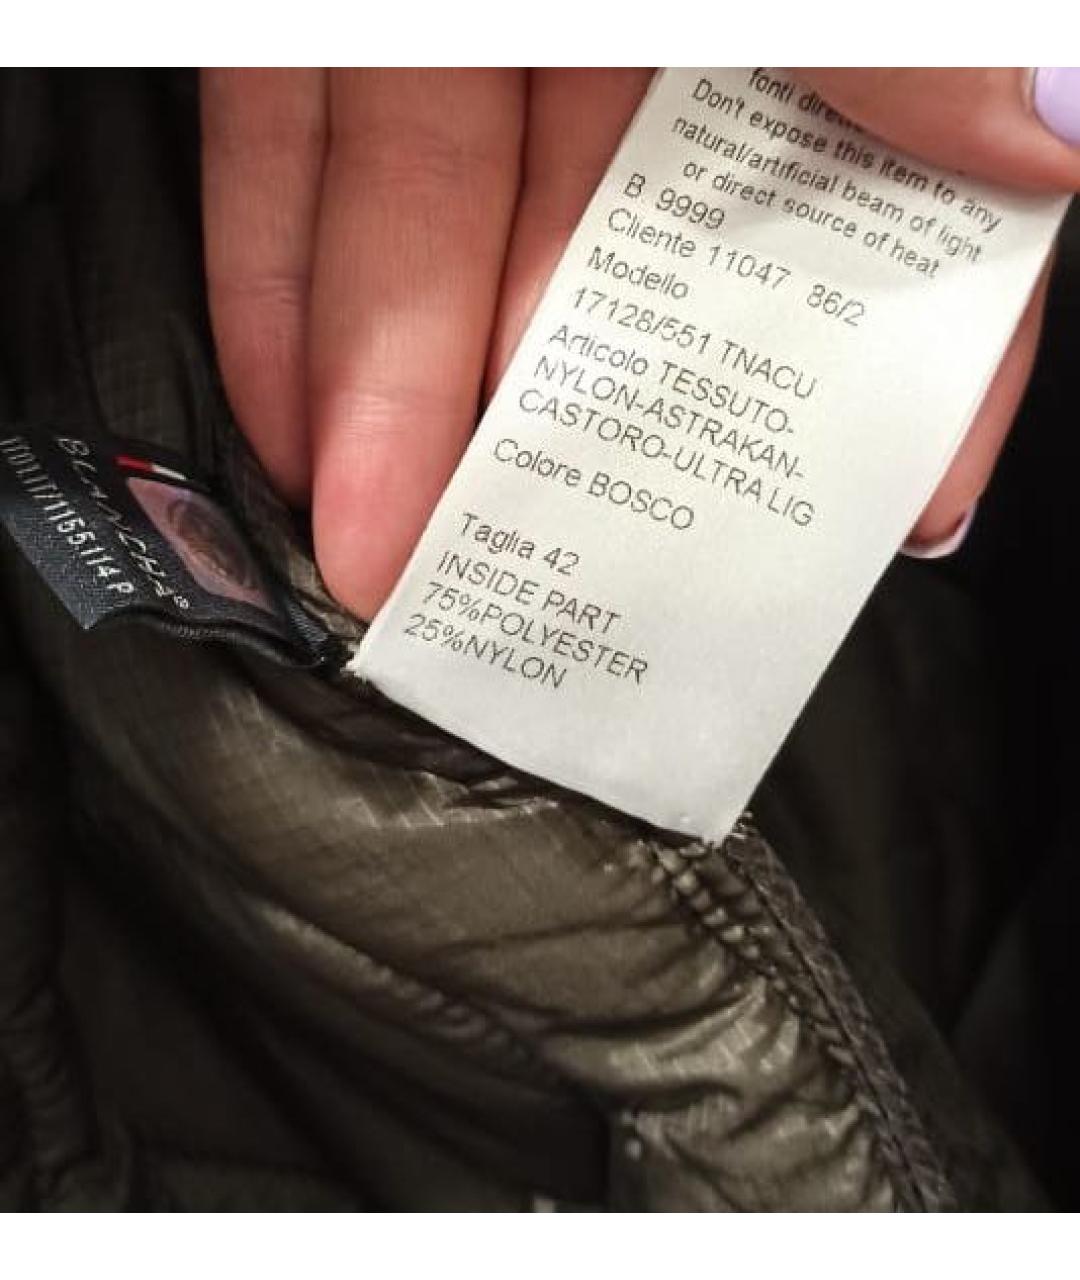 fonti
Don't expose this item to any
natural/artificial beam of light
or direct source of heat
B 9999
Cliente 11047 86/2
Modello
17128/551 TNACU
Articolo TESSUTO-
NYLON-ASTRAKAN-
CASTORO-ULTRA LIG
Colore BOSCO
Taglia 42
INSIDE PART
75%POLYESTER
25%NYLON
BLANCHA®